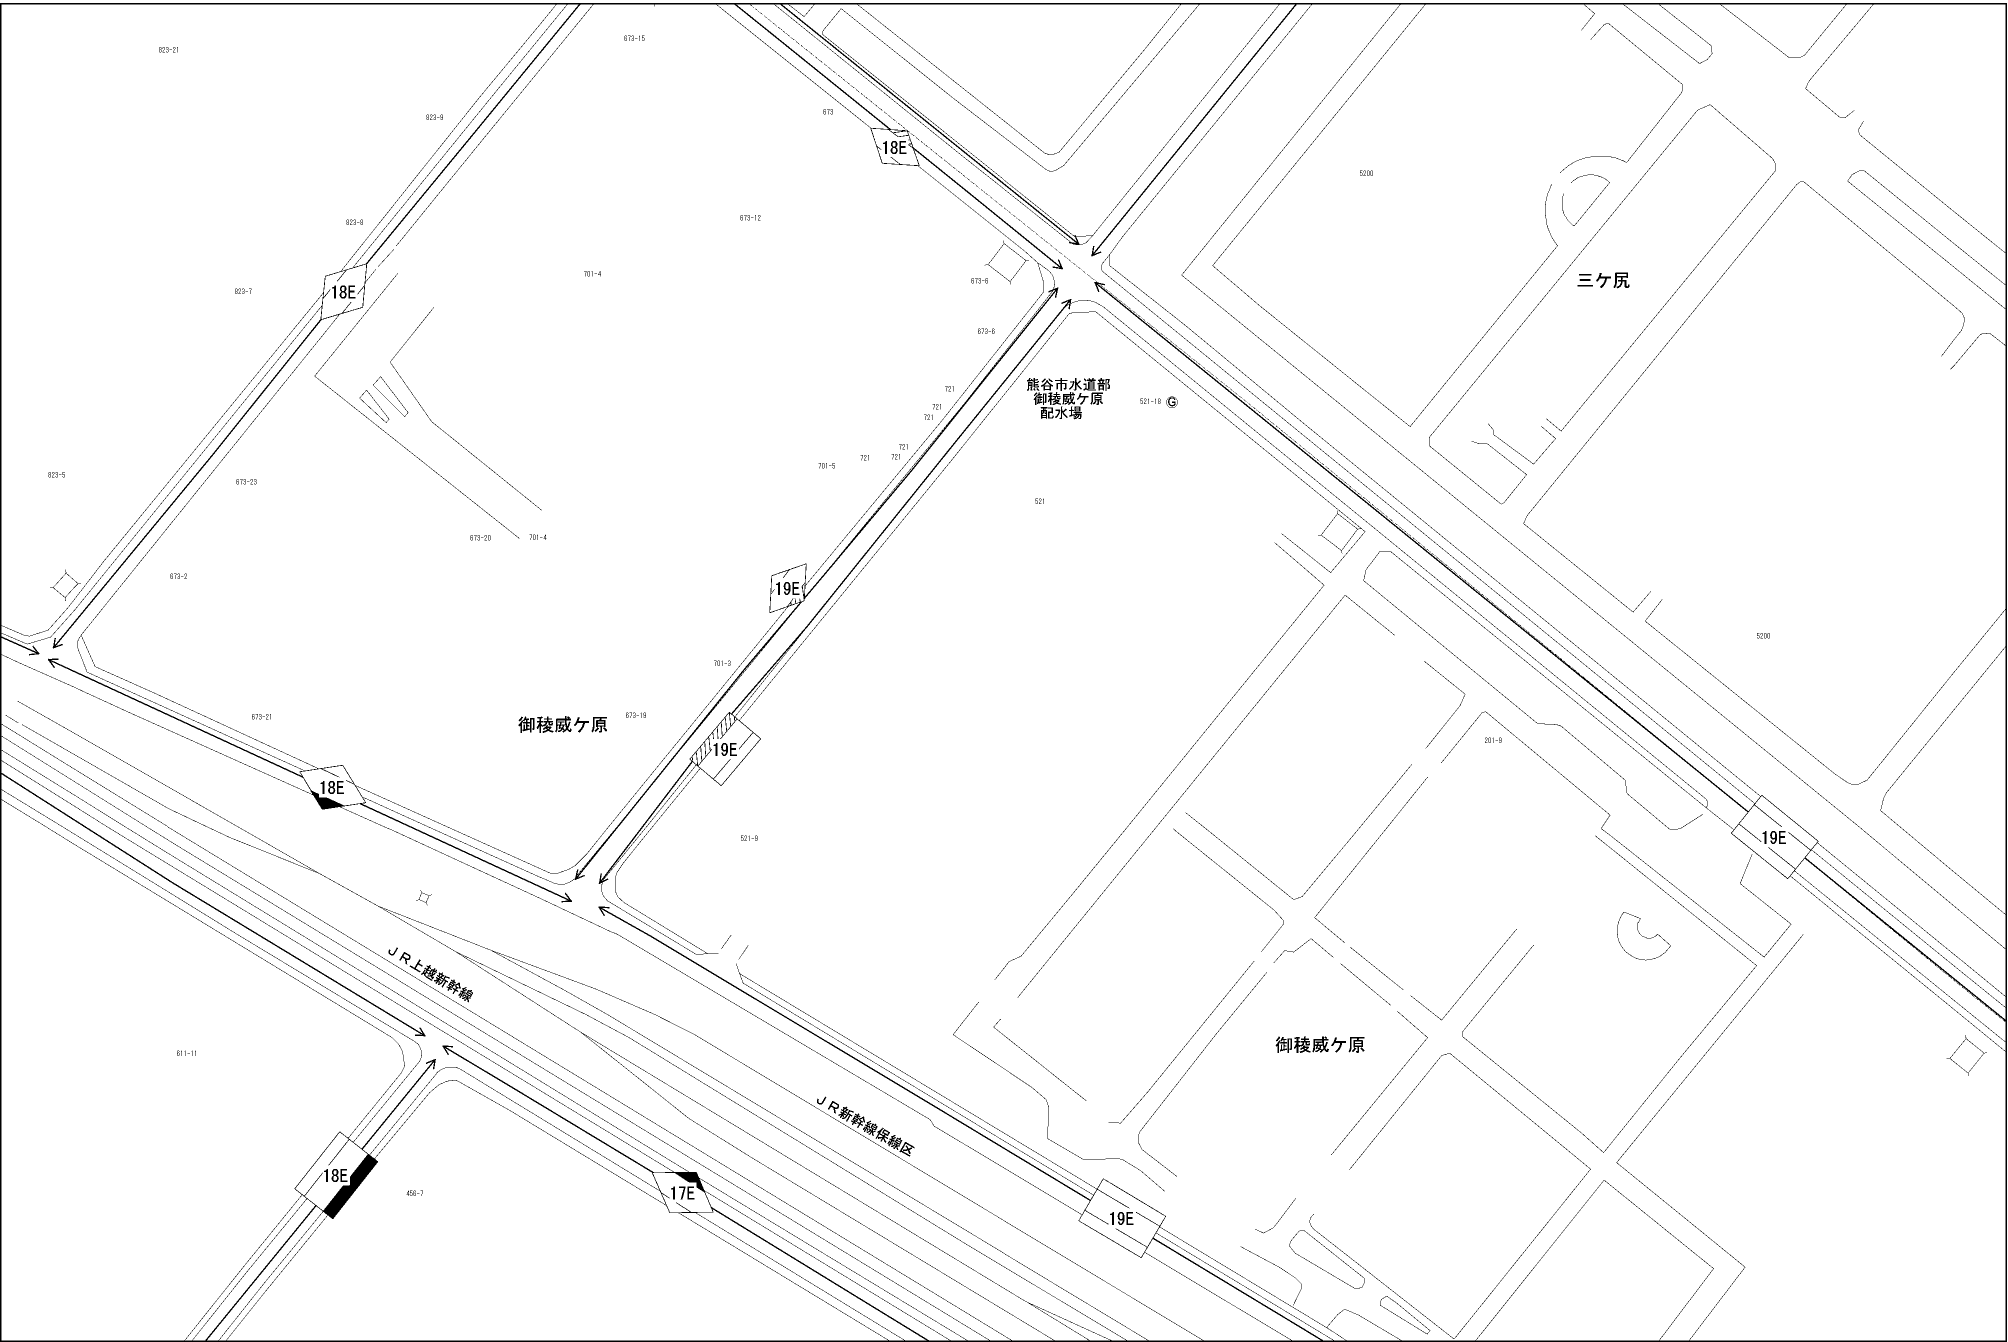 823-21
673-15
823-9
673
18E
5200
823-8
673-12
701-4
三ケ尻
673-6
823-7
18E
673-6
熊谷市水道部
御稜威ケ原
配水場
521-18 G
721
721
721
721
721
721
701-5
823-5
673-23
521
673-20
701-4
673-2
19E
5200
701-3
673-21
御稜威ケ原
673-19
201-9
19E
18E
521-9
19E
JR上越新幹線
611-11
御稜威ケ原
JR新幹線保線区
18E
456-7
17E
19E